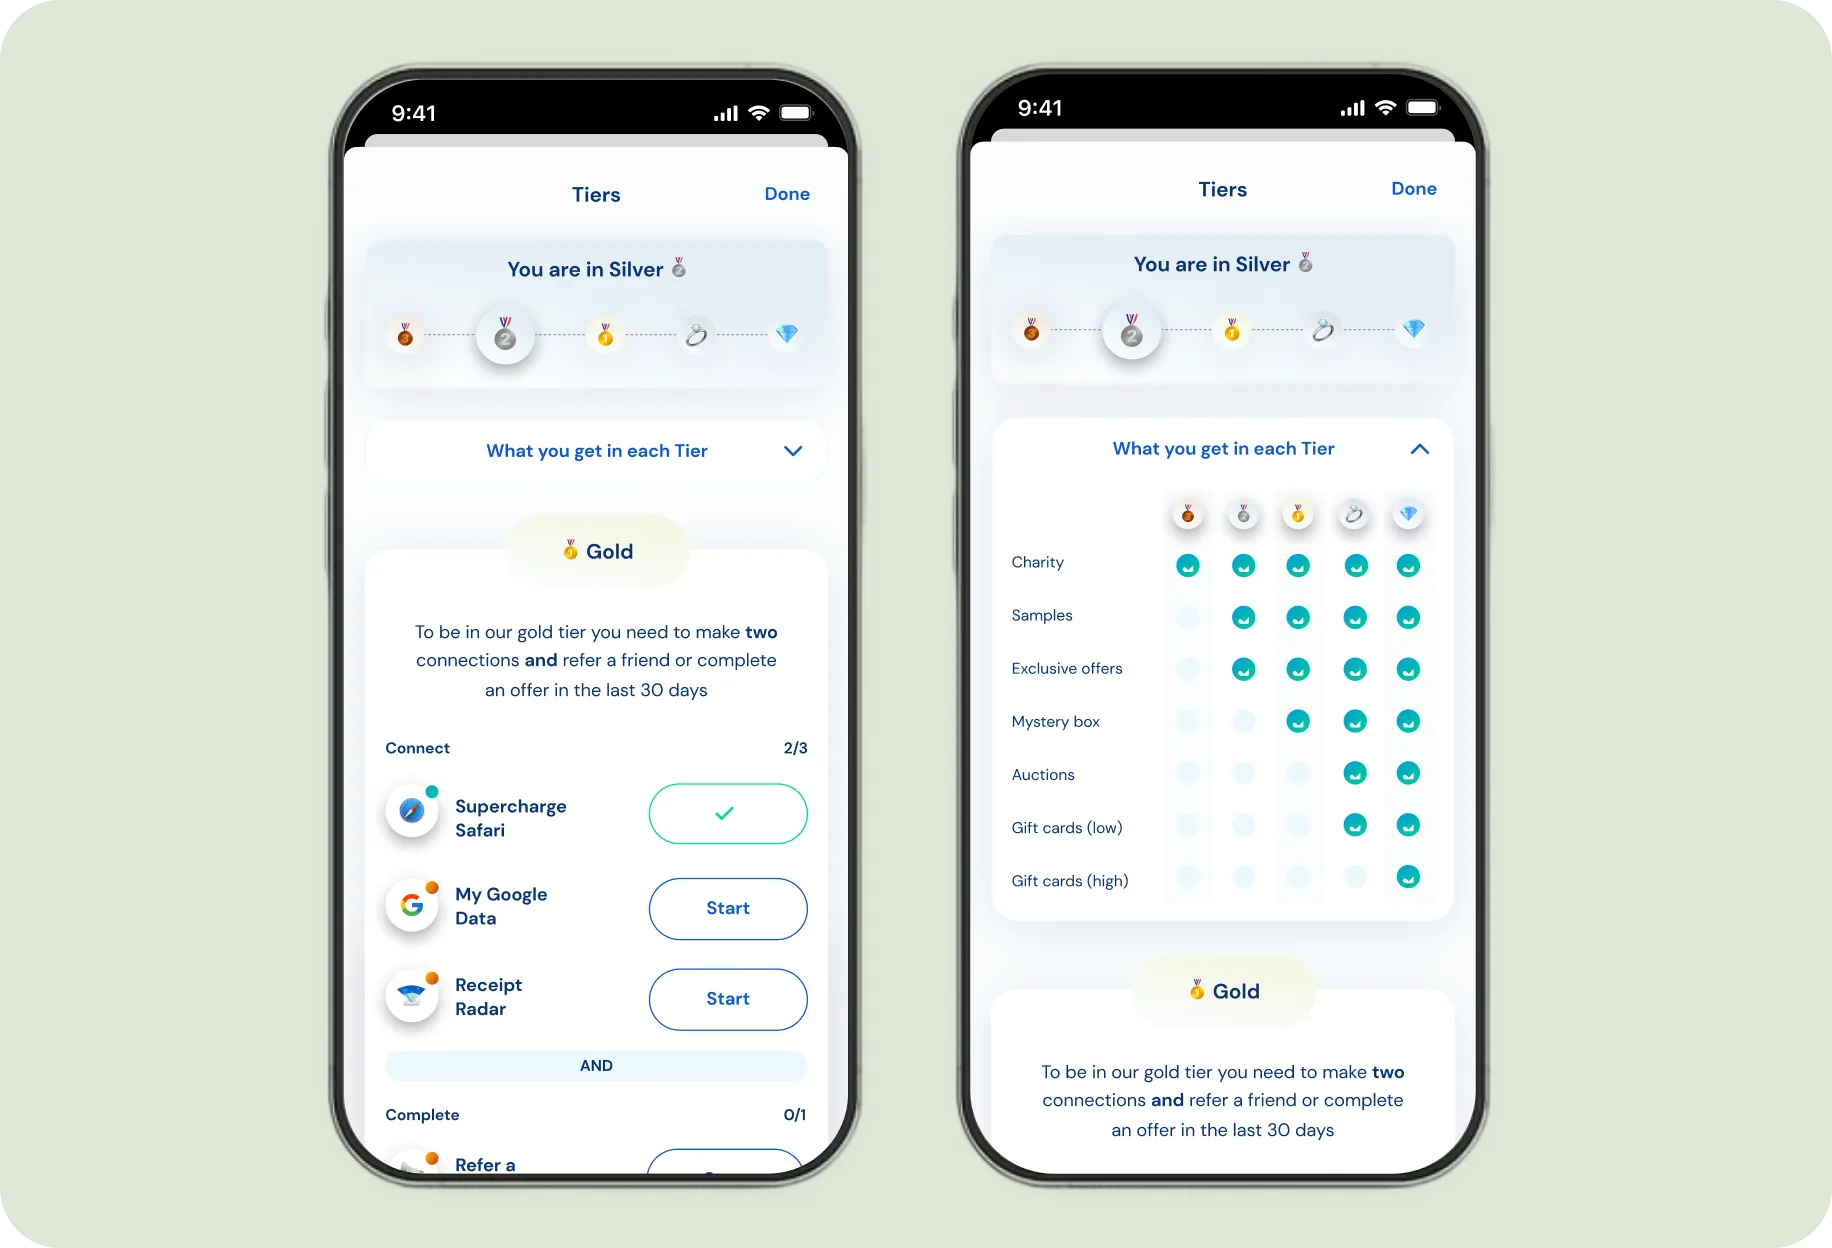 9:41
Tiers
Done
You are in Silver
What you get in each Tier
Gold
To be in our gold tier you need to make two
connections and refer a friend or complete
an offer in the last 30 days
Connect
2/3
Supercharge
Safari
My Google
Data
Start
Receipt
Radar
Start
AND
Complete
0/1
Refer a
9:41
Tiers
Done
You are in Silver
What you get in each Tier
Charity
Samples
Exclusive offers
Mystery box
Auctions
Gift cards (low)
Gift cards (high)
Gold
To be in our gold tier you need to make two
connections and refer a friend or complete
an offer in the last 30 days